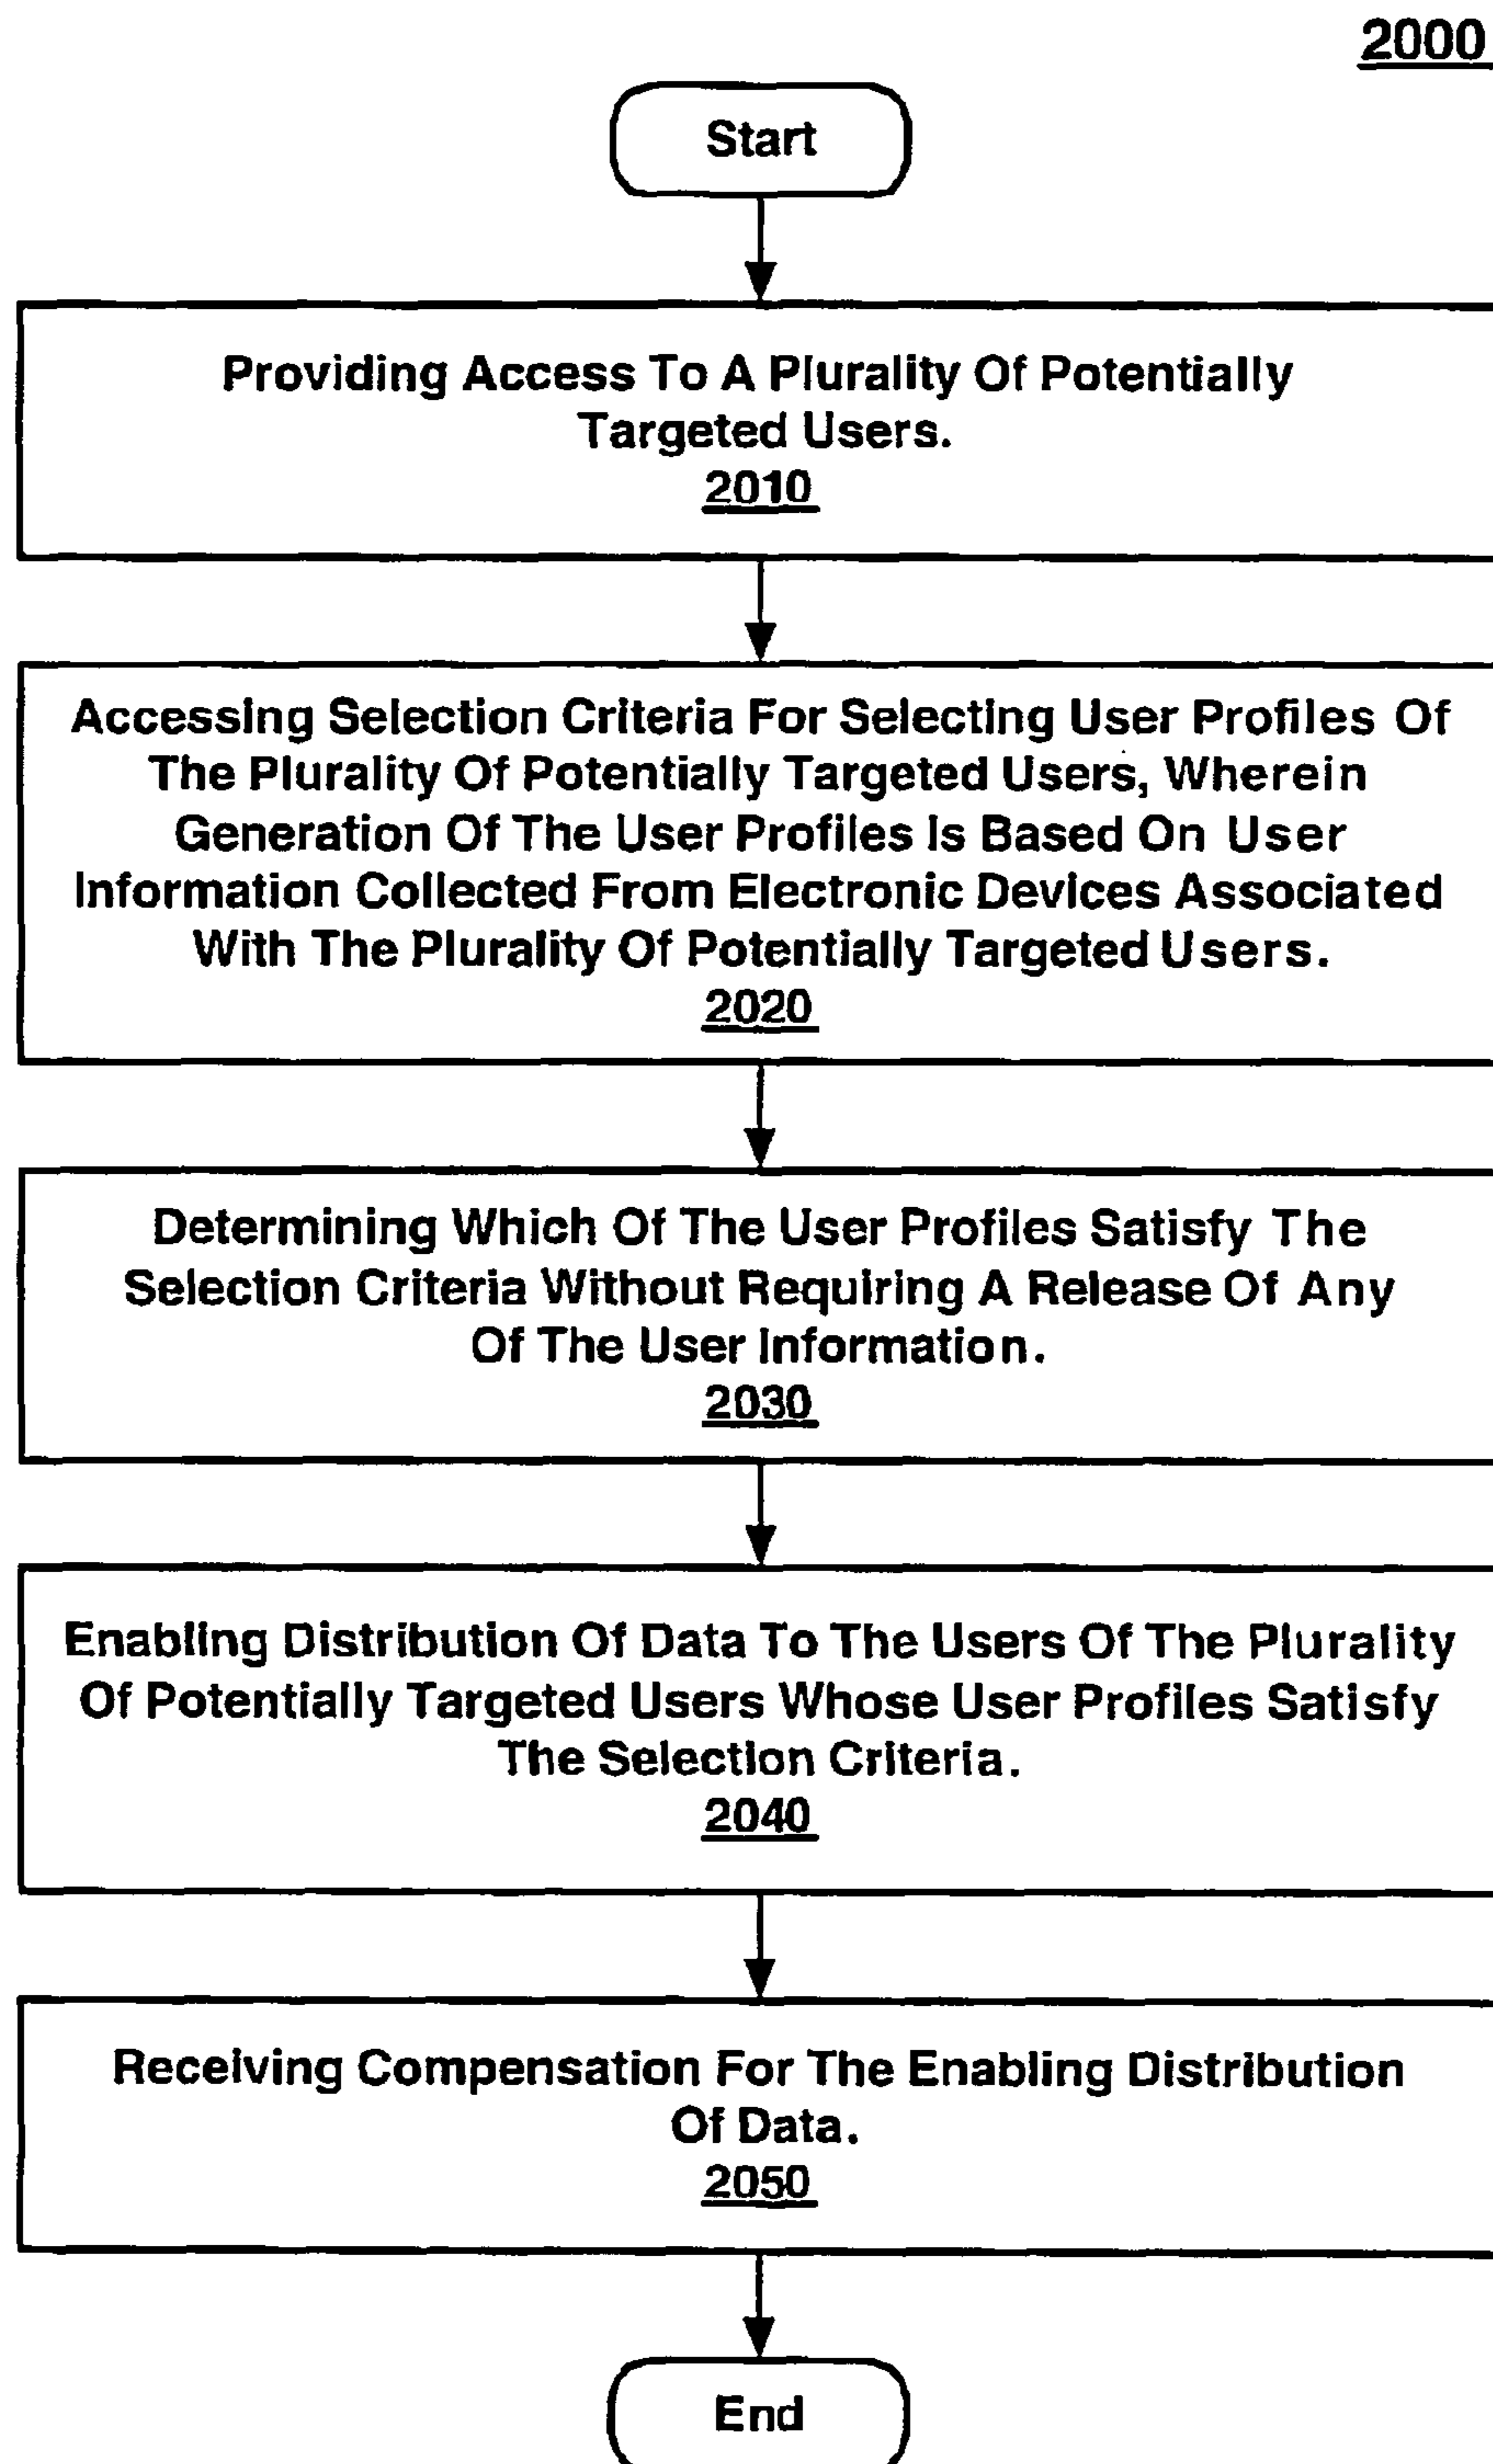 2000
Start
Providing Access To A Plurality Of Potentially
Targeted Users.
2010
Accessing Selection Criteria For Selecting User Profiles Of
The Plurality Of Potentially Targeted Users, Wherein
Generation Of The User Profiles Is Based On User
Information Collected From Electronic Devices Associated
With The Plurality Of Potentially Targeted Users.
2020
Determining Which Of The User Profiles Satisfy The
Selection Criteria Without Requiring A Release Of Any
Of The User Information.
2030
Enabling Distribution Of Data To The Users Of The Plurality
Of Potentially Targeted Users Whose User Profiles Satisfy
The Selection Criteria.
2040
Receiving Compensation For The Enabling Distribution
Of Data.
2050
End